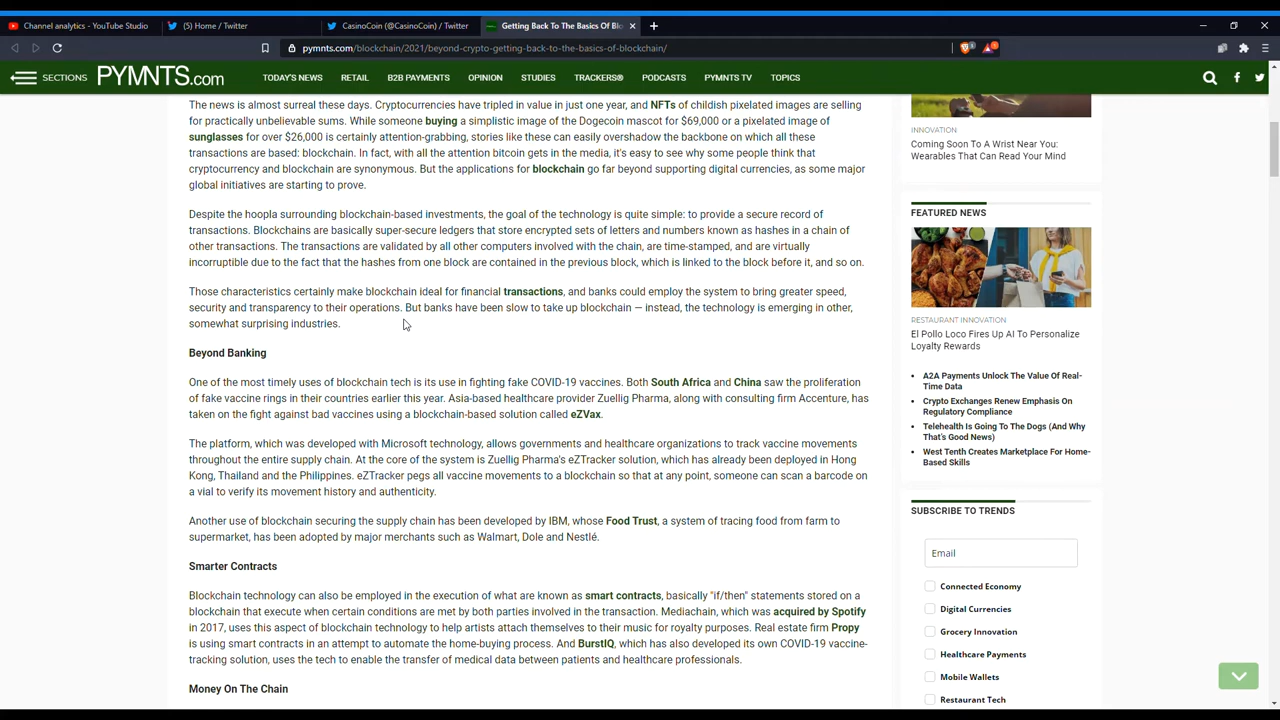 Channel analytics - YouTube Studio
(5) Home / Twitter
CasinoCoin (@CasinoCoin) / Twitter
Getting Back To The Basics Of Blo
pymnts.com/blockchain/2021/beyond-crypto-getting-back-to-the-basics-of-blockchain/
SECTIONS
PYMNTS.com
TODAY'S NEWS
RETAIL
B2B PAYMENTS
OPINION
STUDIES
TRACKERS®
PODCASTS
PYMNTS TV
TOPICS
The news is almost surreal these days. Cryptocurrencies have tripled in value in just one year, and NFTs of childish pixelated images are selling
for practically unbelievable sums. While someone buying a simplistic image of the Dogecoin mascot for $69,000 or a pixelated image of
sunglasses for over $26,000 is certainly attention-grabbing, stories like these can easily overshadow the backbone on which all these
transactions are based: blockchain. In fact, with all the attention bitcoin gets in the media, it's easy to see why some people think that
cryptocurrency and blockchain are synonymous. But the applications for blockchain go far beyond supporting digital currencies, as some major
global initiatives are starting to prove.
Despite the hoopla surrounding blockchain-based investments, the goal of the technology is quite simple: to provide a secure record of
transactions. Blockchains are basically super-secure ledgers that store encrypted sets of letters and numbers known as hashes in a chain of
other transactions. The transactions are validated by all other computers involved with the chain, are time-stamped, and are virtually
incorruptible due to the fact that the hashes from one block are contained in the previous block, which is linked to the block before it, and so on.
Those characteristics certainly make blockchain ideal for financial transactions, and banks could employ the system to bring greater speed,
security and transparency to their operations. But banks have been slow to take up blockchain — instead, the technology is emerging in other,
somewhat surprising industries.
Beyond Banking
One of the most timely uses of blockchain tech is its use in fighting fake COVID-19 vaccines. Both South Africa and China saw the proliferation
of fake vaccine rings in their countries earlier this year. Asia-based healthcare provider Zuellig Pharma, along with consulting firm Accenture, has
taken on the fight against bad vaccines using a blockchain-based solution called eZVax.
The platform, which was developed with Microsoft technology, allows governments and healthcare organizations to track vaccine movements
throughout the entire supply chain. At the core of the system is Zuellig Pharma's eZTracker solution, which has already been deployed in Hong
Kong, Thailand and the Philippines. eZTracker pegs all vaccine movements to a blockchain so that at any point, someone can scan a barcode on
a vial to verify its movement history and authenticity.
Another use of blockchain securing the supply chain has been developed by IBM, whose Food Trust, a system of tracing food from farm to
supermarket, has been adopted by major merchants such as Walmart, Dole and Nestlé.
Smarter Contracts
Blockchain technology can also be employed in the execution of what are known as smart contracts, basically "if/then" statements stored on a
blockchain that execute when certain conditions are met by both parties involved in the transaction. Mediachain, which was acquired by Spotify
in 2017, uses this aspect of blockchain technology to help artists attach themselves to their music for royalty purposes. Real estate firm Propy
is using smart contracts in an attempt to automate the home-buying process. And BurstIQ, which has also developed its own COVID-19 vaccine-
tracking solution, uses the tech to enable the transfer of medical data between patients and healthcare professionals.
Money On The Chain
INNOVATION
Coming Soon To A Wrist Near You:
Wearables That Can Read Your Mind
FEATURED NEWS
RESTAURANT INNOVATION
El Pollo Loco Fires Up AI To Personalize
Loyalty Rewards
A2A Payments Unlock The Value Of Real-
Time Data
Crypto Exchanges Renew Emphasis On
Regulatory Compliance
Telehealth Is Going To The Dogs (And Why
That's Good News)
West Tenth Creates Marketplace For Home-
Based Skills
SUBSCRIBE TO TRENDS
Email
Connected Economy
Digital Currencies
Grocery Innovation
Healthcare Payments
Mobile Wallets
Restaurant Tech